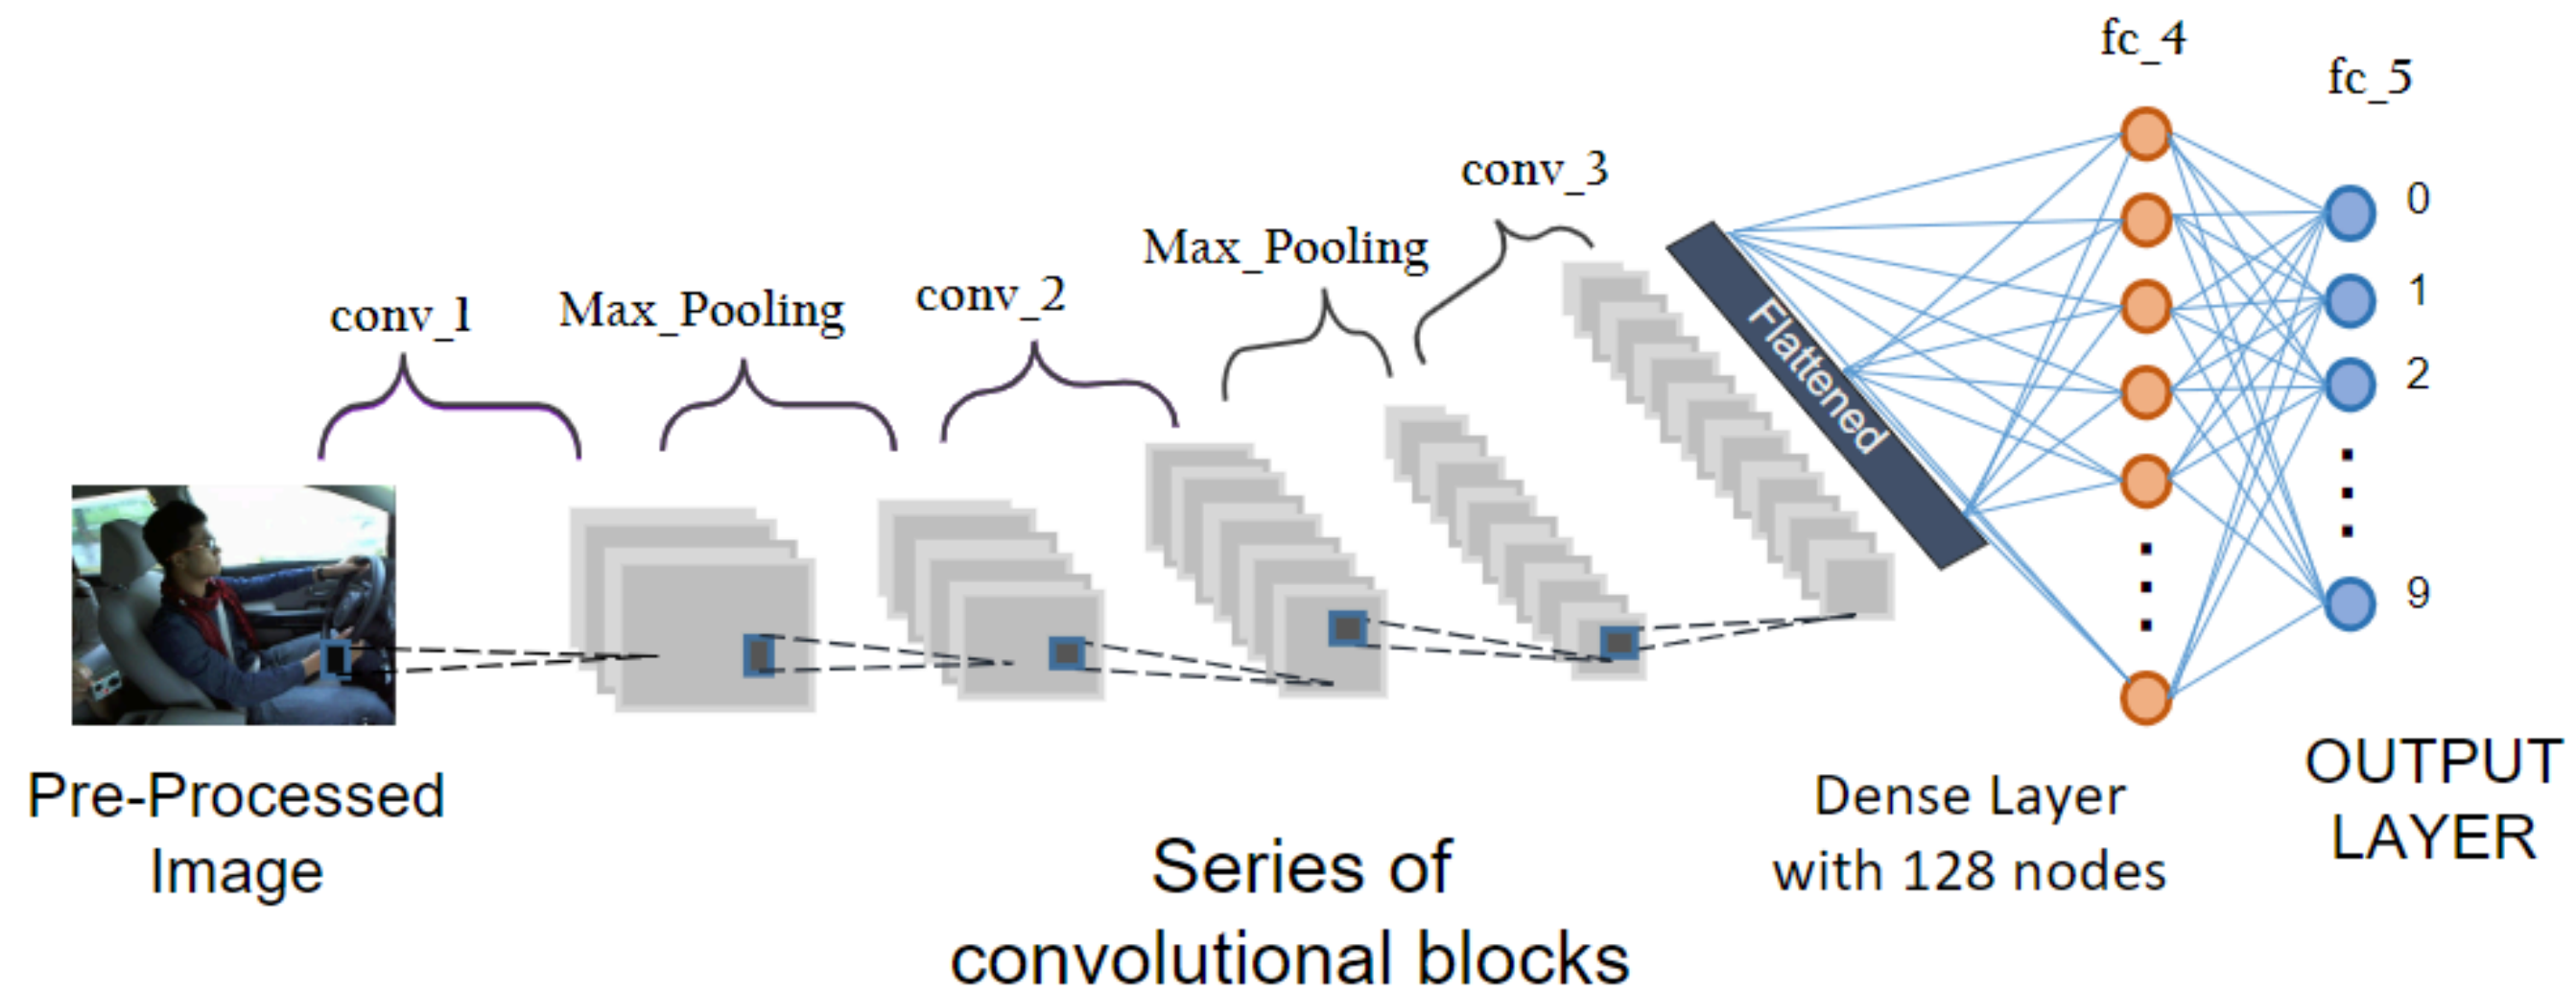 fc_4
fc_5
conv_3
Max_Pooling
conv_2
Max_Pooling
conv_1
0
1
2
9
Flattened
Pre-Processed
Image
Series of
convolutional blocks
Dense Layer
with 128 nodes
OUTPUT
LAYER